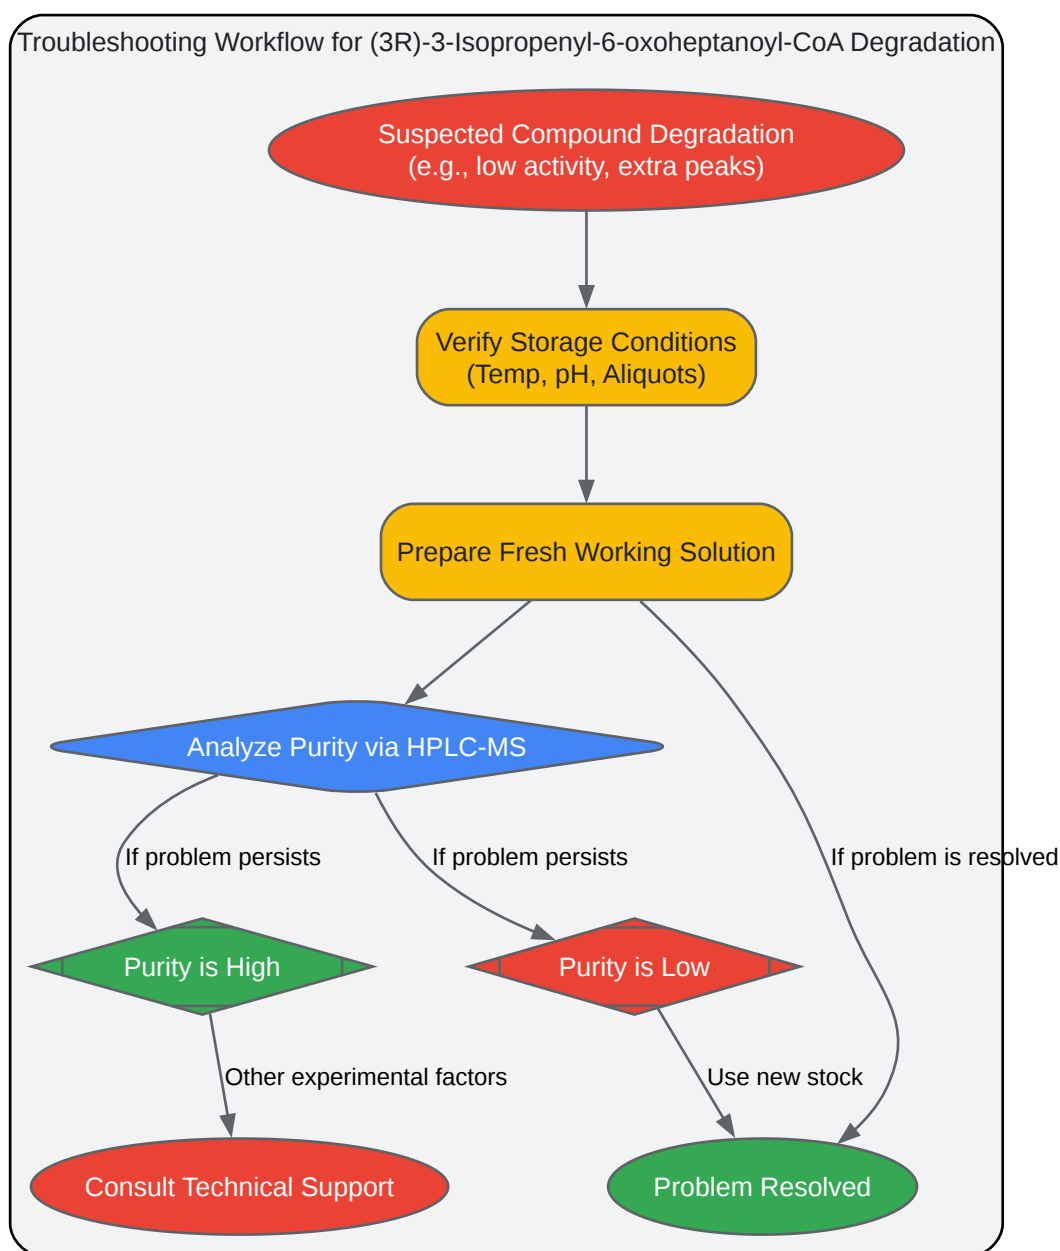 Troubleshooting Workflow for (3R)-3-Isopropenyl-6-oxoheptanoyl-CoA Degradation
Suspected Compound Degradation
(e.g., low activity, extra peaks)
Verify Storage Conditions
(Temp, pH, Aliquots)
Prepare Fresh Working Solution
Analyze Purity via HPLC-MS
If problem persists
If problem persists
If problem is resolved
Purity is High
Purity is Low
Other experimental factors
Use new stock
Consult Technical Support
Problem Resolved